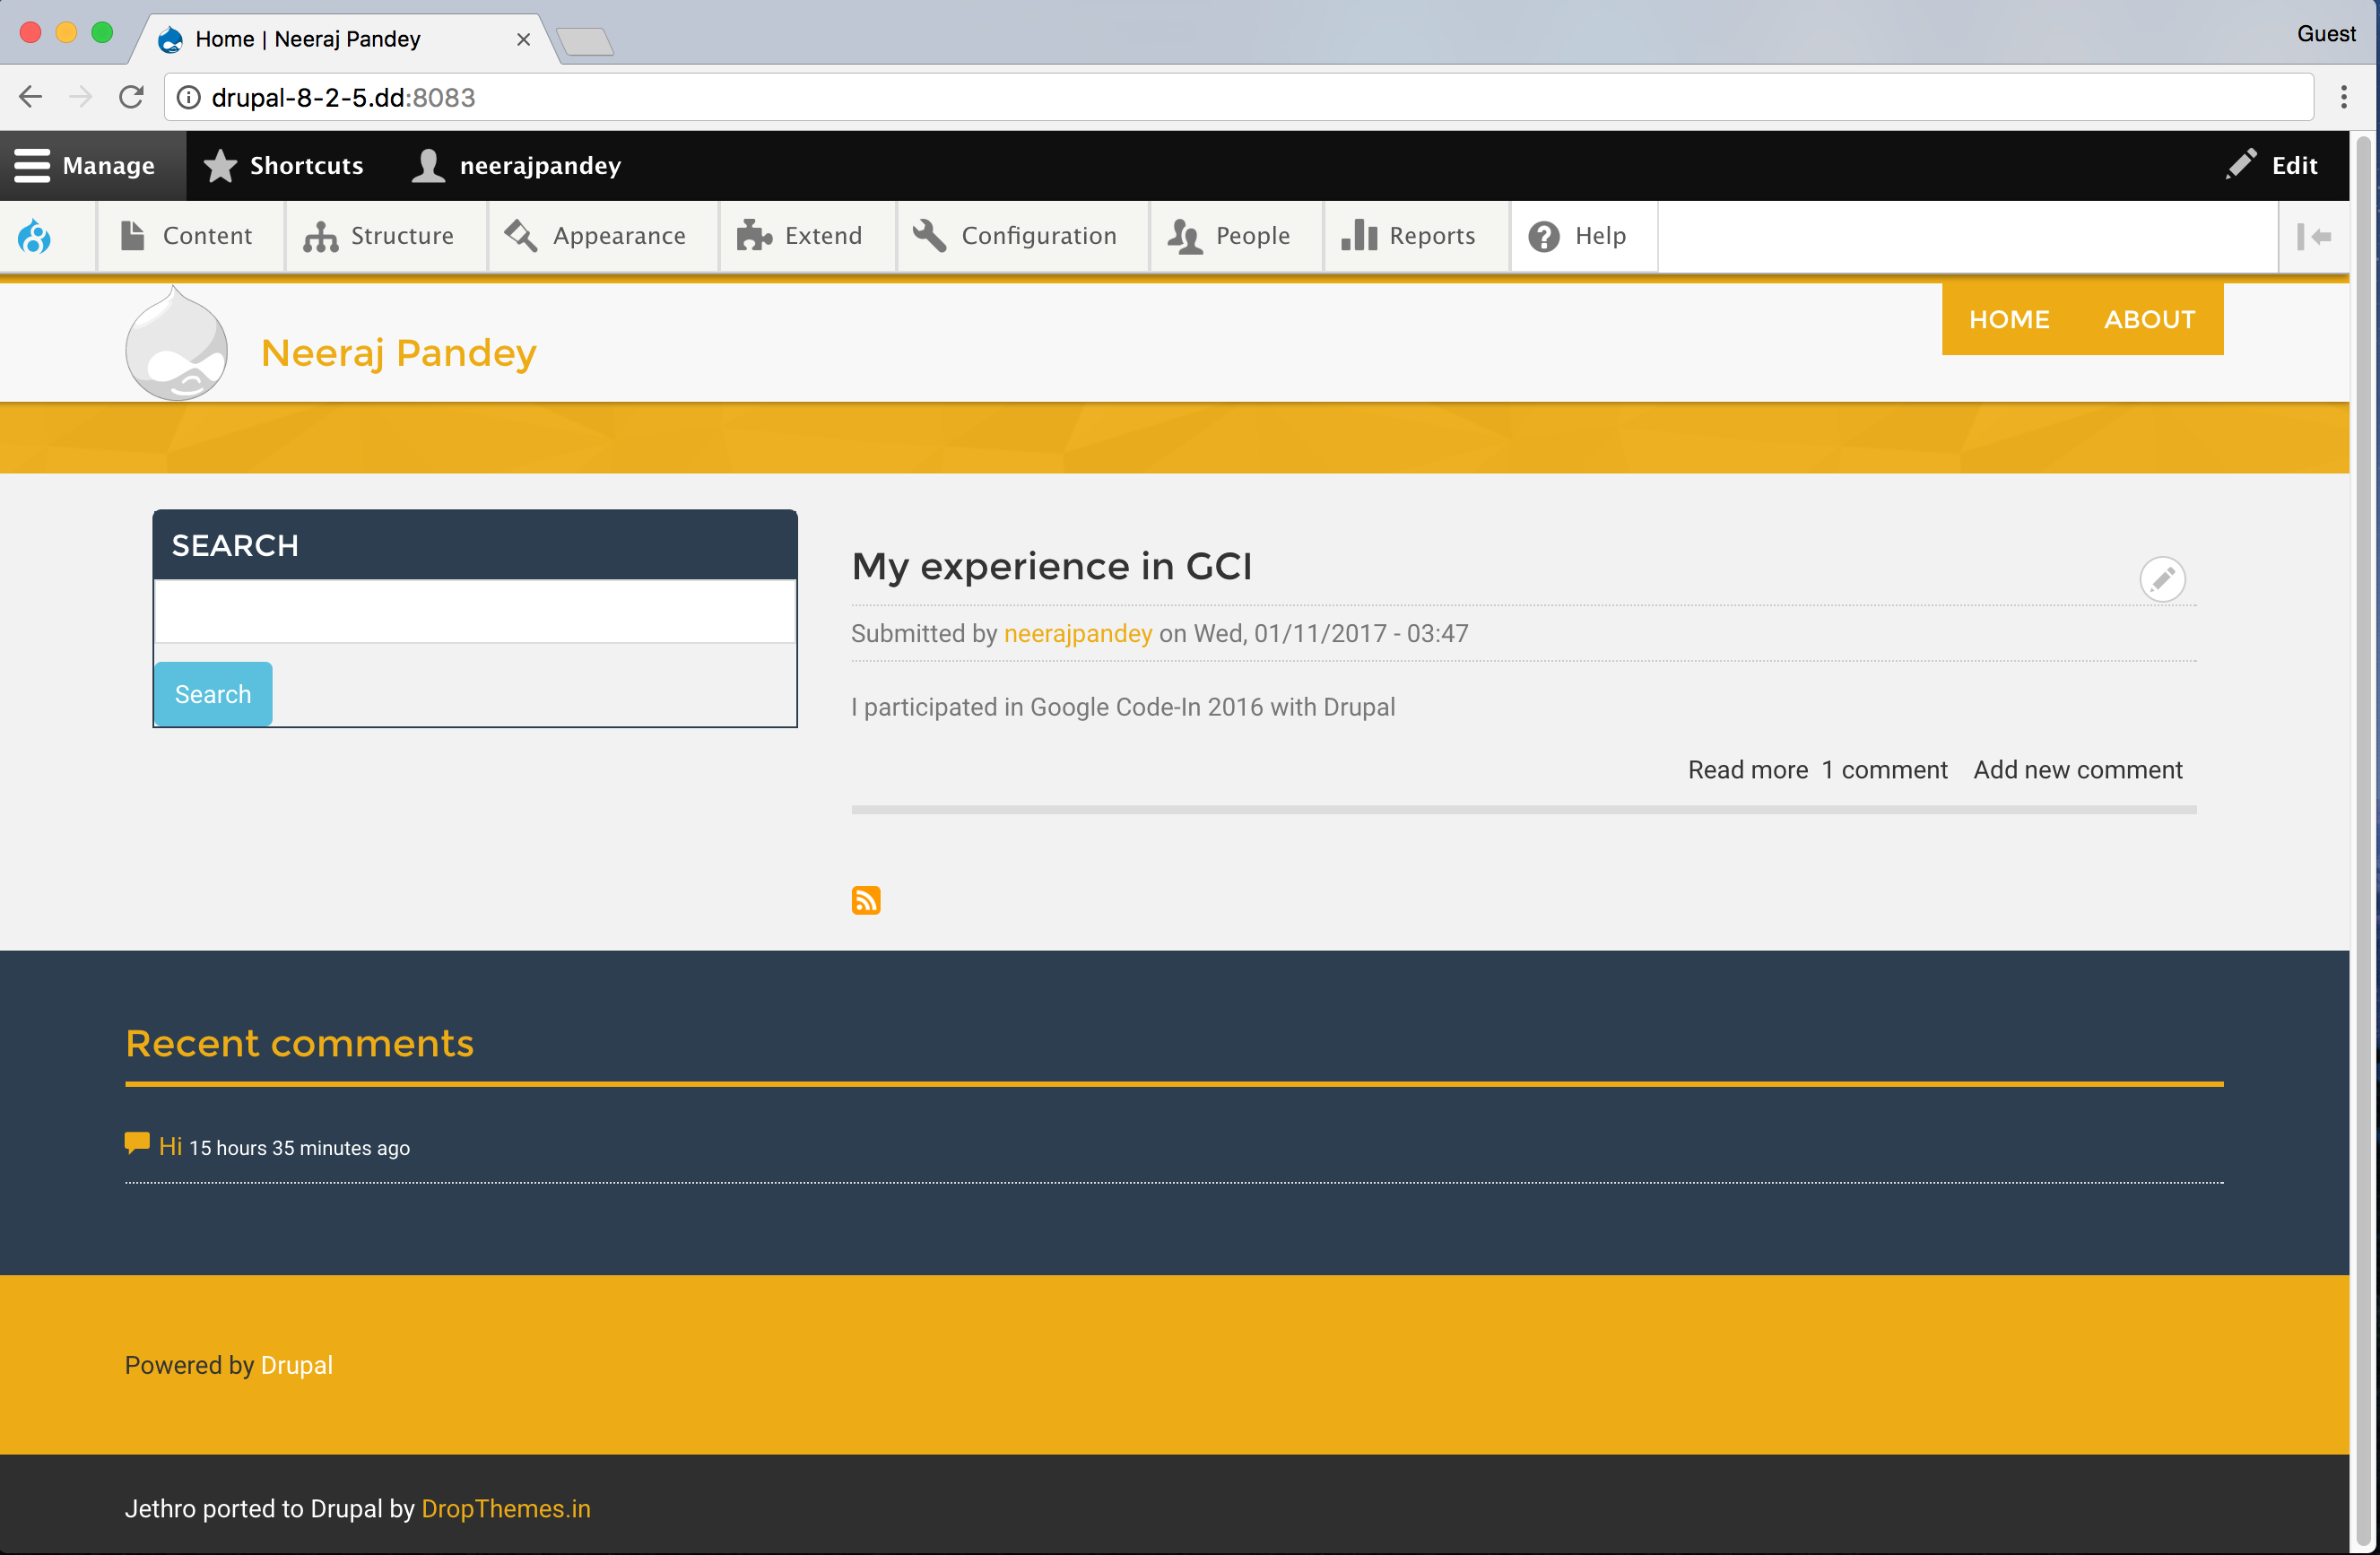 Home | Neeraj Pandey
Guest
drupal-8-2-5.dd:8083
Manage Shortcuts neerajpandey Edit
Content Structure Appearance Extend Configuration People Reports Help
Neeraj Pandey
HOME ABOUT
SEARCH
Search
My experience in GCI
Submitted by neerajpandey on Wed, 01/11/2017 - 03:47
I participated in Google Code-In 2016 with Drupal
Read more 1 comment Add new comment
Recent comments
Hi 15 hours 35 minutes ago
Powered by Drupal
Jethro ported to Drupal by DropThemes.in